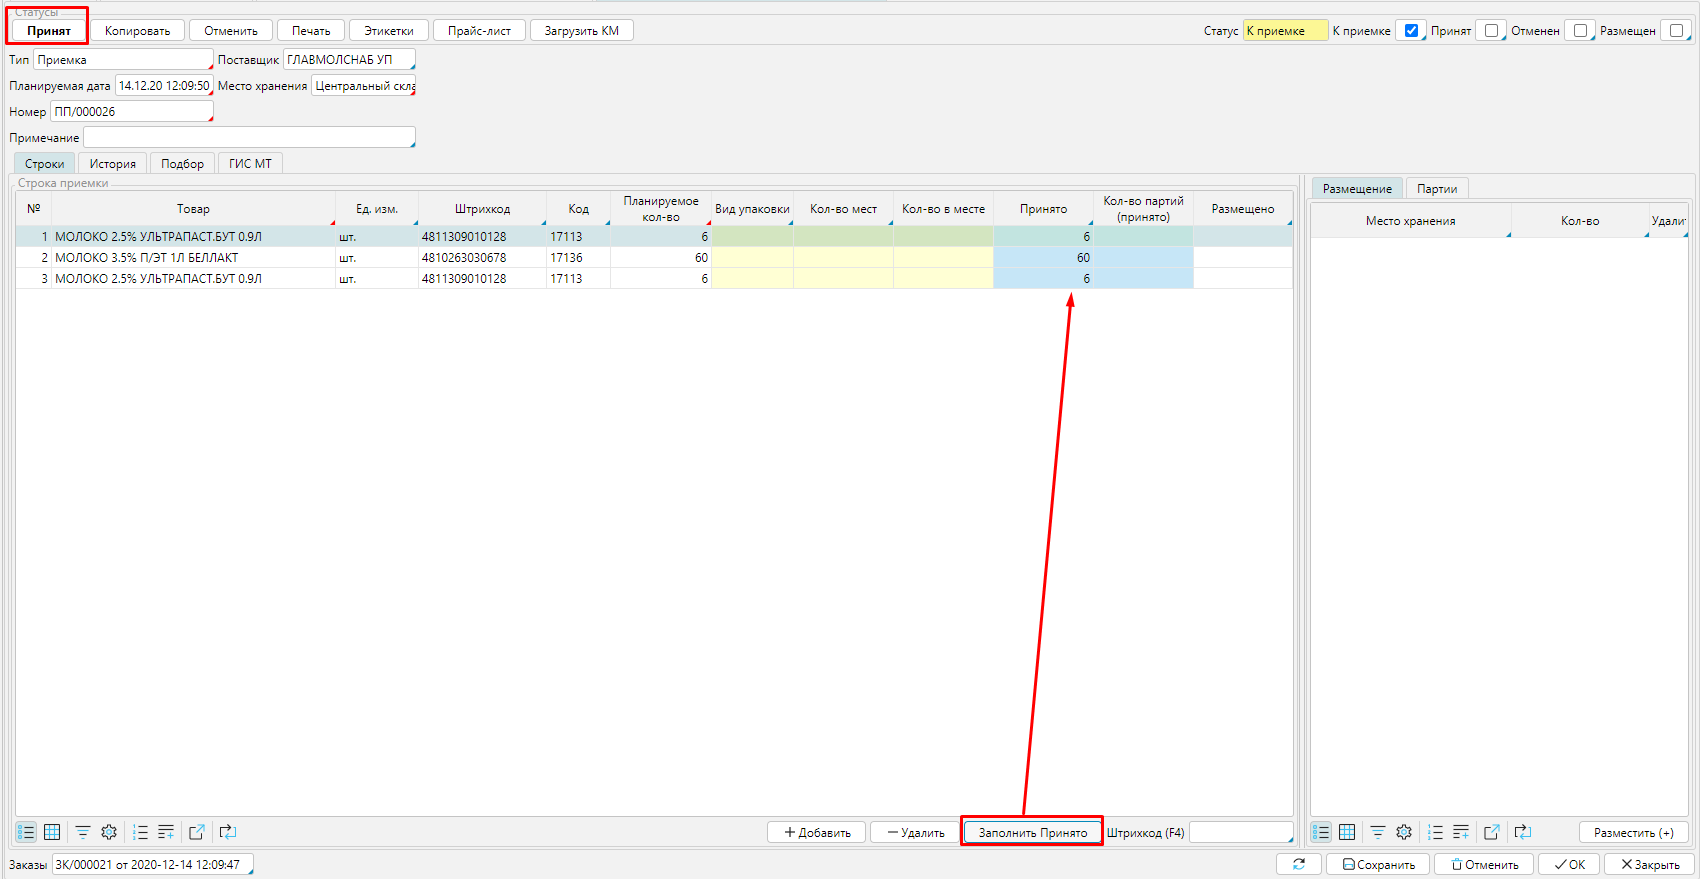 Статусы
Принят Копировать Отменить Печать Этикетки Прайс-лист Загрузить КМ Статус К приемке К приемке Принят Отменен Размещен
Тип Приемка Поставщик ГЛАВМОЛСНАБ УП
Планируемая дата 14.12.20 12:09:50 Место хранения Центральный скла
Номер ПП/000026
Примечание
Строки История Подбор ГИС МТ
Строка приемки
Размещение Партии
№ Товар Ед. изм. Штрихкод Код Планируемое кол-во Вид упаковки Кол-во мест Кол-во в месте Принято Кол-во партий (принято) Размещено
Место хранения Кол-во Удали
1 МОЛОКО 2.5% УЛЬТРАПАСТ.БУТ 0.9Л шт. 4811309010128 17113 6 6
2 МОЛОКО 3.5% П/ЭТ 1Л БЕЛЛАКТ шт. 4810263030678 17136 60 60
3 МОЛОКО 2.5% УЛЬТРАПАСТ.БУТ 0.9Л шт. 4811309010128 17113 6 6
Добавить Удалить Заполнить Принято Штрихкод (F4) Разместить (+)
Заказы ЗК/000021 от 2020-12-14 12:09:47 Сохранить Отменить ОК Закрыть